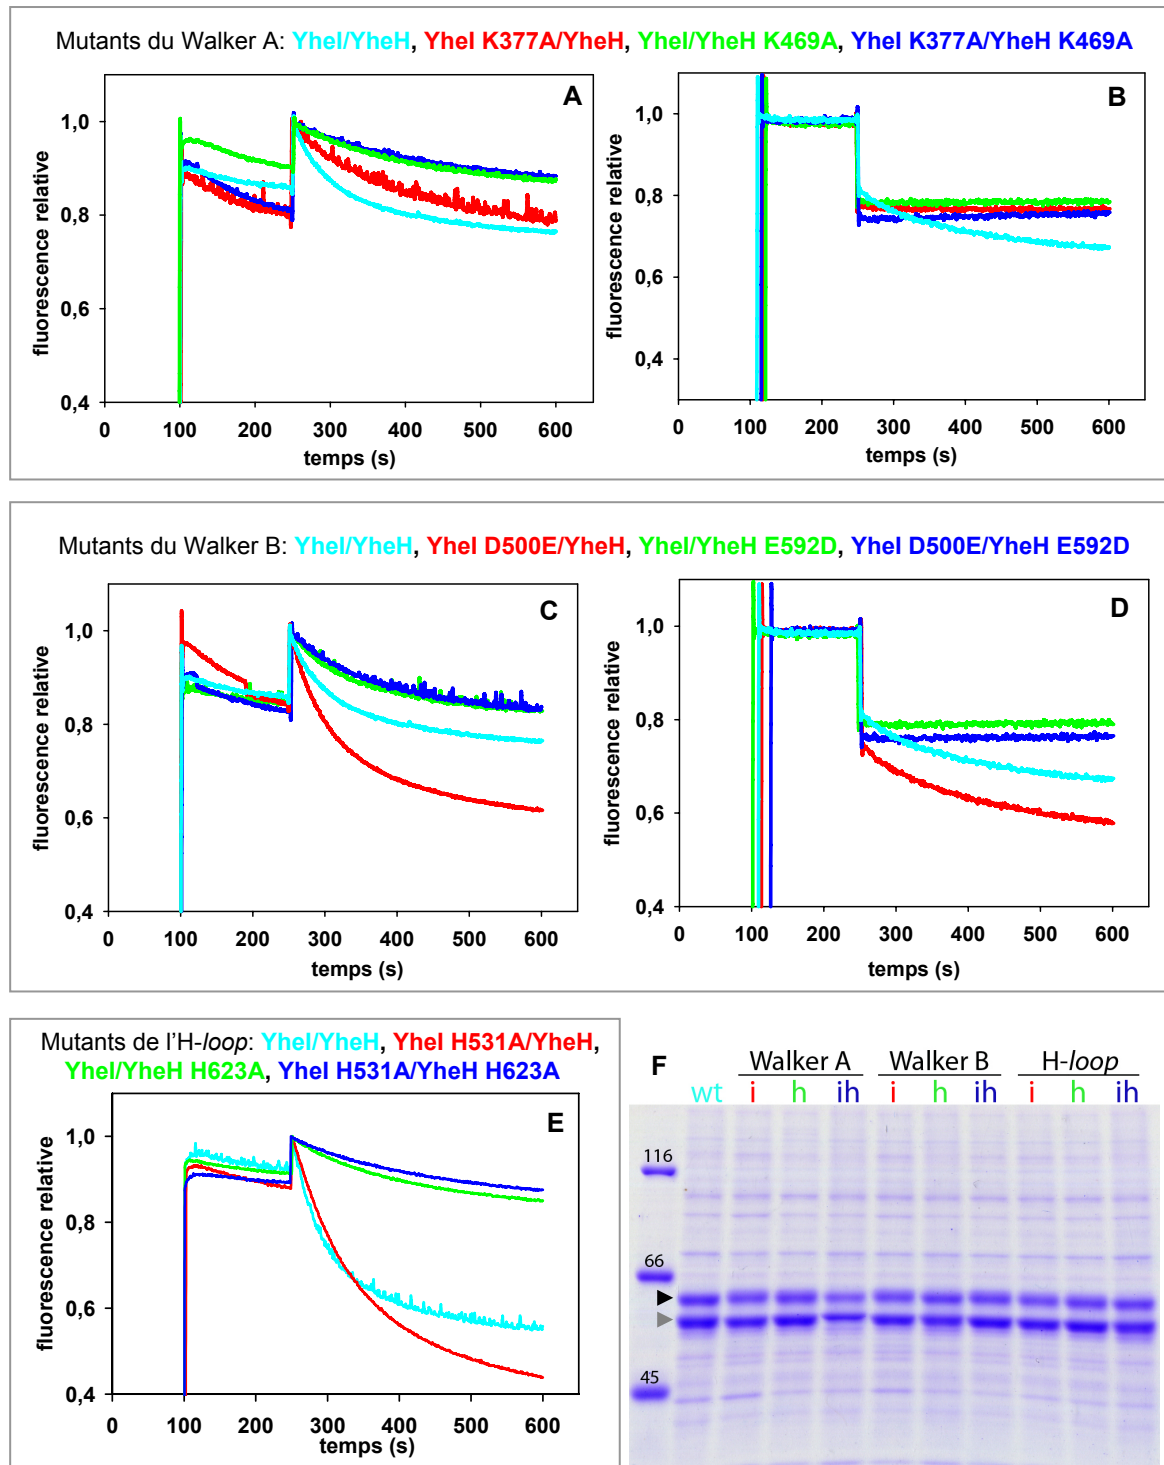 Mutants du Walker A: YheI/YheH, YheI K377A/YheH, YheI/YheH K469A, YheI K377A/YheH K469A
A
fluorescence relative
1,0
0,8
0,6
0,4
0 100 200 300 400 500 600
temps (s)
B
fluorescence relative
1,0
0,8
0,6
0,4
0 100 200 300 400 500 600
temps (s)
Mutants du Walker B: YheI/YheH, YheI D500E/YheH, YheI/YheH E592D, YheI D500E/YheH E592D
C
fluorescence relative
1,0
0,8
0,6
0,4
0 100 200 300 400 500 600
temps (s)
D
fluorescence relative
1,0
0,8
0,6
0,4
0 100 200 300 400 500 600
temps (s)
Mutants de l'H-loop: YheI/YheH, YheI H531A/YheH,
YheI/YheH H623A, YheI H531A/YheH H623A
E
fluorescence relative
1,0
0,8
0,6
0,4
0 100 200 300 400 500 600
temps (s)
F
Walker A Walker B H-loop
wt i h ih i h ih i h ih
116
66
45